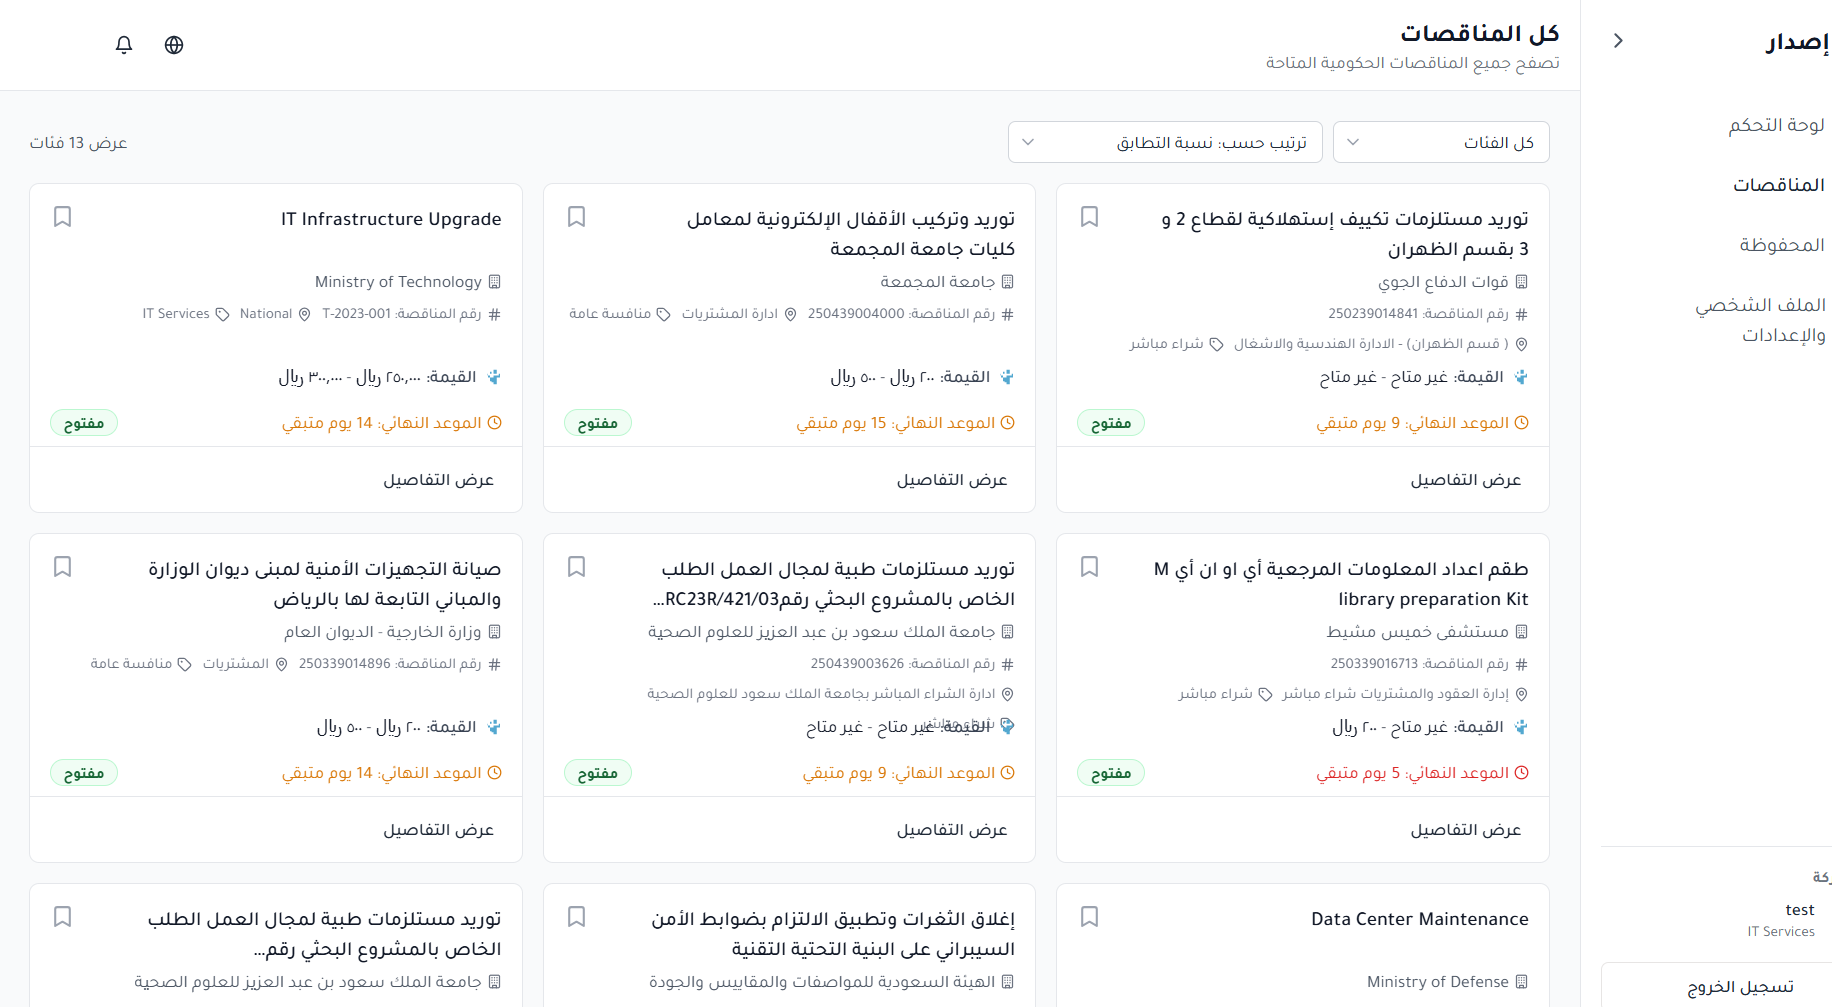 إصدار
لوحة التحكم
المناقصات
المحفوظة
الملف الشخصي
والإعدادات
test
IT Services
تسجيل الخروج
كل المناقصات
تصفح جميع المناقصات الحكومية المتاحة
كل الفئات
ترتيب حسب: نسبة التطابق
عرض 13 فئات
توريد مستلزمات تكييف إستهلاكية لقطاع 2 و
3 بقسم الظهران
قوات الدفاع الجوي
رقم المناقصة: 250239014841
( قسم الظهران) - الادارة الهندسية والاشغال شراء مباشر
القيمة: غير متاح - غير متاح
الموعد النهائي: 9 يوم متبقي
مفتوح
عرض التفاصيل
توريد وتركيب الأقفال الإلكترونية لمعامل
كليات جامعة المجمعة
جامعة المجمعة
رقم المناقصة: 250439004000 ادارة المشتريات منافسة عامة
القيمة: ٢٠٠ ريال - ٥٠٠ ريال
الموعد النهائي: 15 يوم متبقي
مفتوح
عرض التفاصيل
IT Infrastructure Upgrade
Ministry of Technology
رقم المناقصة: T-2023-001 National IT Services
القيمة: ٢٥٠,٠٠٠ ريال - ٣٠٠,٠٠٠ ريال
الموعد النهائي: 14 يوم متبقي
مفتوح
عرض التفاصيل
طقم اعداد المعلومات المرجعية أي او ان أي M
library preparation Kit
مستشفى خميس مشيط
رقم المناقصة: 250339016713
إدارة العقود والمشتريات شراء مباشر شراء مباشر
القيمة: غير متاح - ٢٠٠ ريال
الموعد النهائي: 5 يوم متبقي
مفتوح
عرض التفاصيل
توريد مستلزمات طبية لمجال العمل الطلب
الخاص بالمشروع البحثي رقمRC23R/421/03...
جامعة الملك سعود بن عبد العزيز للعلوم الصحية
رقم المناقصة: 250439003626
ادارة الشراء المباشر بجامعة الملك سعود للعلوم الصحية
شراء مباشر
القيمة: غير متاح - غير متاح
الموعد النهائي: 9 يوم متبقي
مفتوح
عرض التفاصيل
صيانة التجهيزات الأمنية لمبنى ديوان الوزارة
والمباني التابعة لها بالرياض
وزارة الخارجية - الديوان العام
رقم المناقصة: 250339014896 المشتريات منافسة عامة
القيمة: ٢٠٠ ريال - ٥٠٠ ريال
الموعد النهائي: 14 يوم متبقي
مفتوح
عرض التفاصيل
Data Center Maintenance
Ministry of Defense
إغلاق الثغرات وتطبيق الالتزام بضوابط الأمن
السيبراني على البنية التحتية التقنية
الهيئة السعودية للمواصفات والمقاييس والجودة
توريد مستلزمات طبية لمجال العمل الطلب
الخاص بالمشروع البحثي رقم...
جامعة الملك سعود بن عبد العزيز للعلوم الصحية